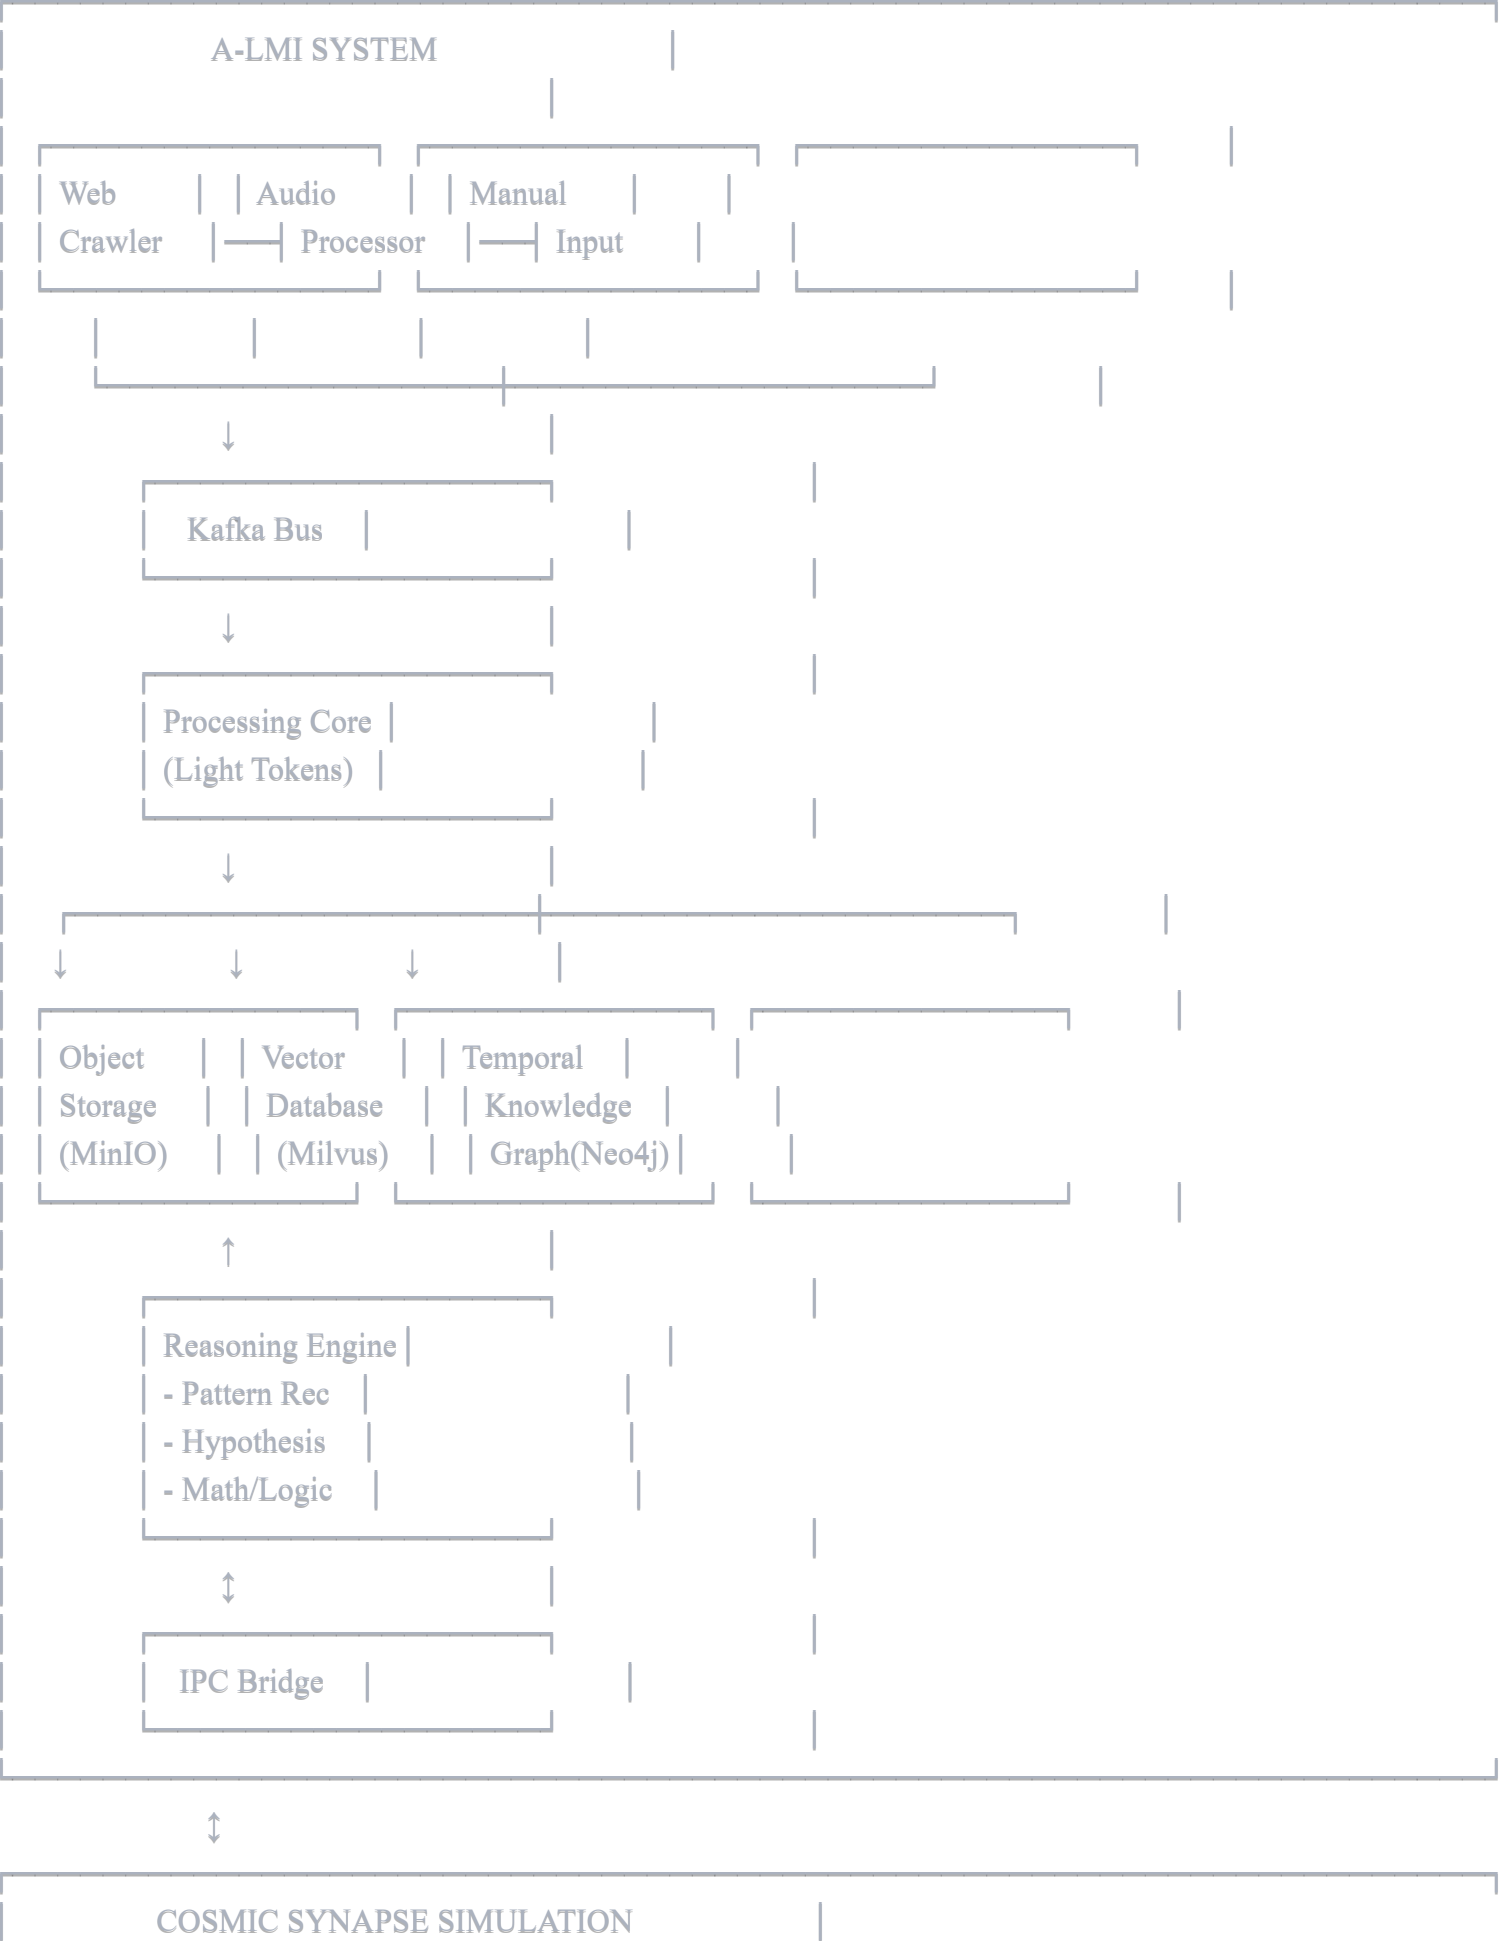 A-LMI SYSTEM
Web Audio Manual
Crawler Processor Input
↓
Kafka Bus
↓
Processing Core
(Light Tokens)
↓
↓ ↓ ↓
Object Vector Temporal
Storage Database Knowledge
(MinIO) (Milvus) Graph(Neo4j)
↑
Reasoning Engine
- Pattern Rec
- Hypothesis
- Math/Logic
↕
IPC Bridge
↕
COSMIC SYNAPSE SIMULATION